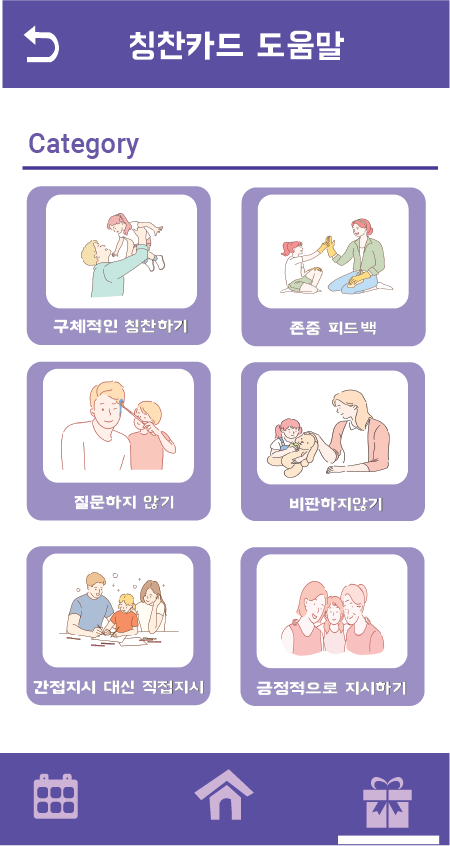 칭찬카드 도움말
Category
구체적인 칭찬하기
존중 피드백
질문하지 않기
비판하지않기
간접지시 대신 직접지시
긍정적으로 지시하기